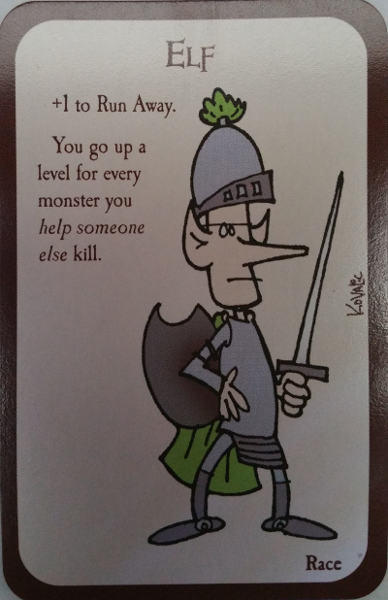 ELF
+1 to Run Away.
You go up a
level for every
monster you
help someone
else kill.
KOVALIC
Race